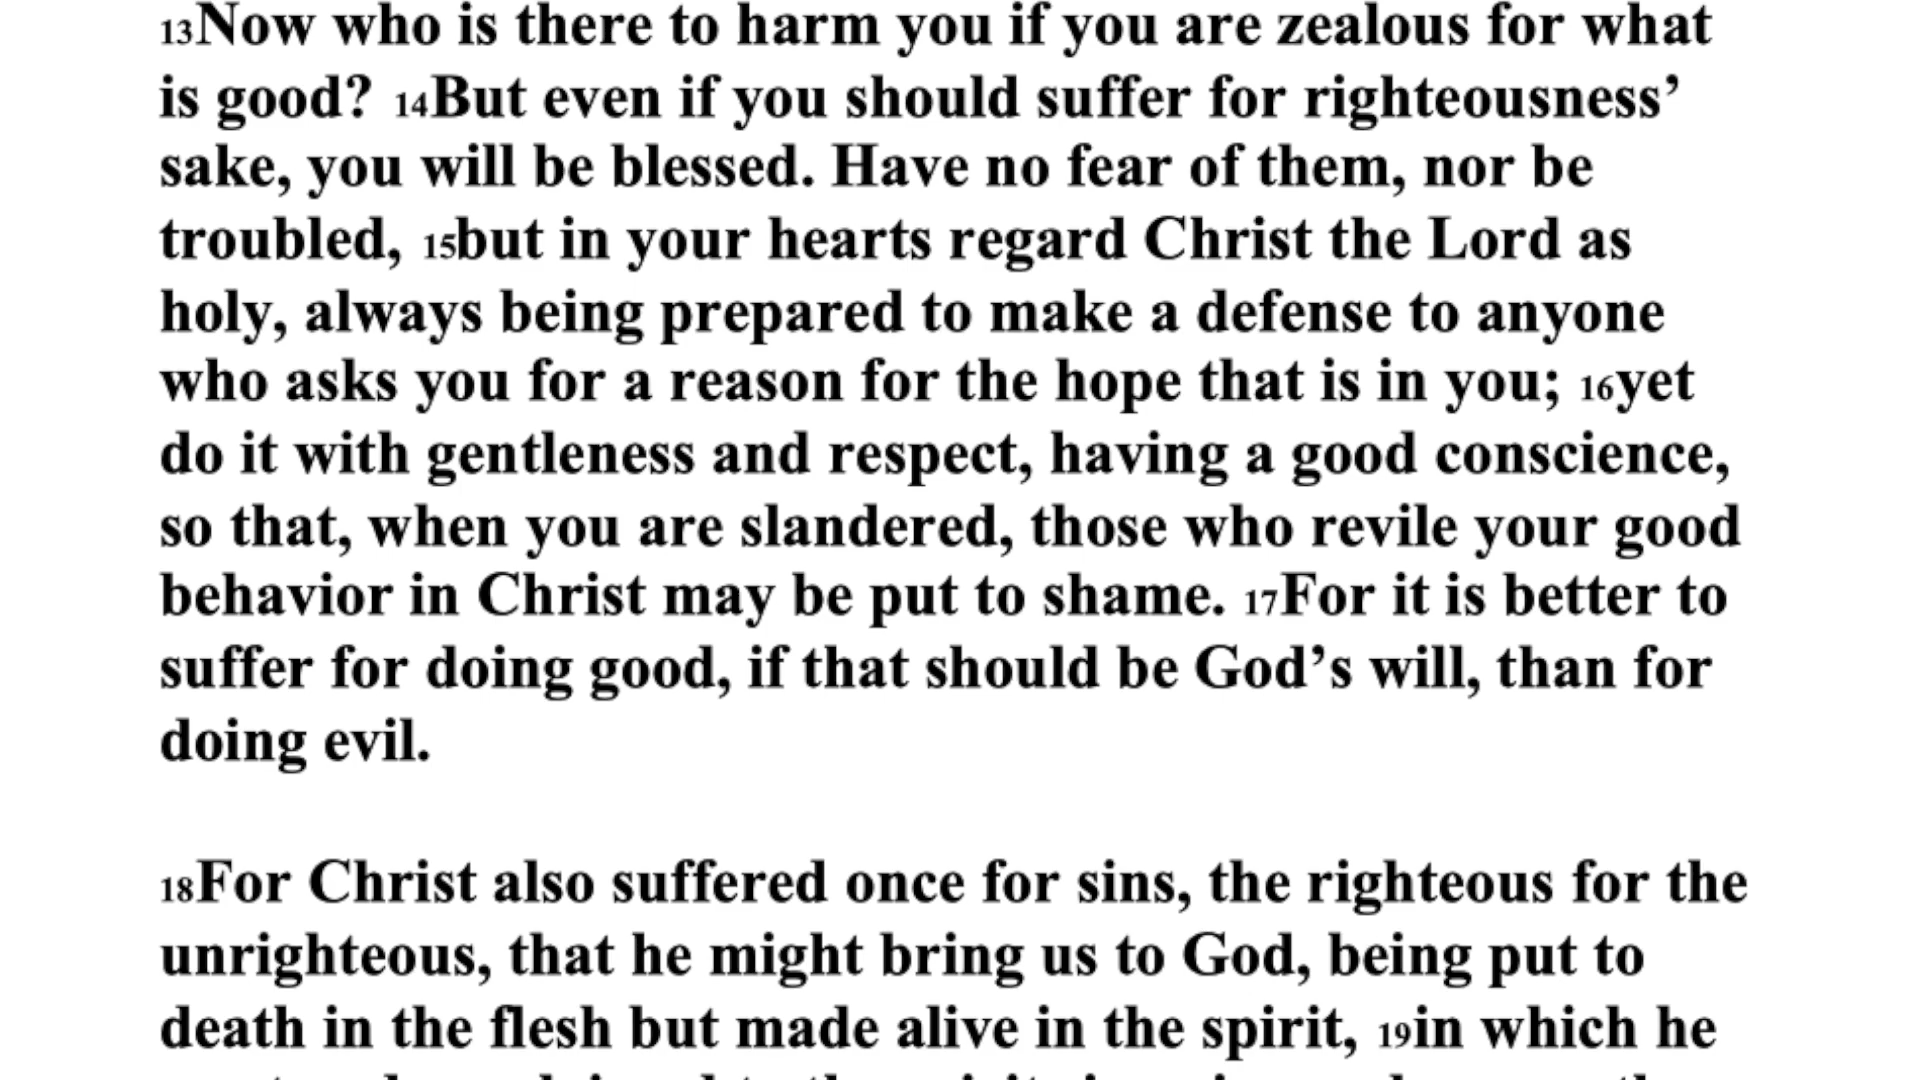 13Now who is there to harm you if you are zealous for what
is good? 14But even if you should suffer for righteousness’
sake, you will be blessed. Have no fear of them, nor be
troubled, 15but in your hearts regard Christ the Lord as
holy, always being prepared to make a defense to anyone
who asks you for a reason for the hope that is in you; 16yet
do it with gentleness and respect, having a good conscience,
so that, when you are slandered, those who revile your good
behavior in Christ may be put to shame. 17For it is better to
suffer for doing good, if that should be God’s will, than for
doing evil.
18For Christ also suffered once for sins, the righteous for the
unrighteous, that he might bring us to God, being put to
death in the flesh but made alive in the spirit, 19in which he